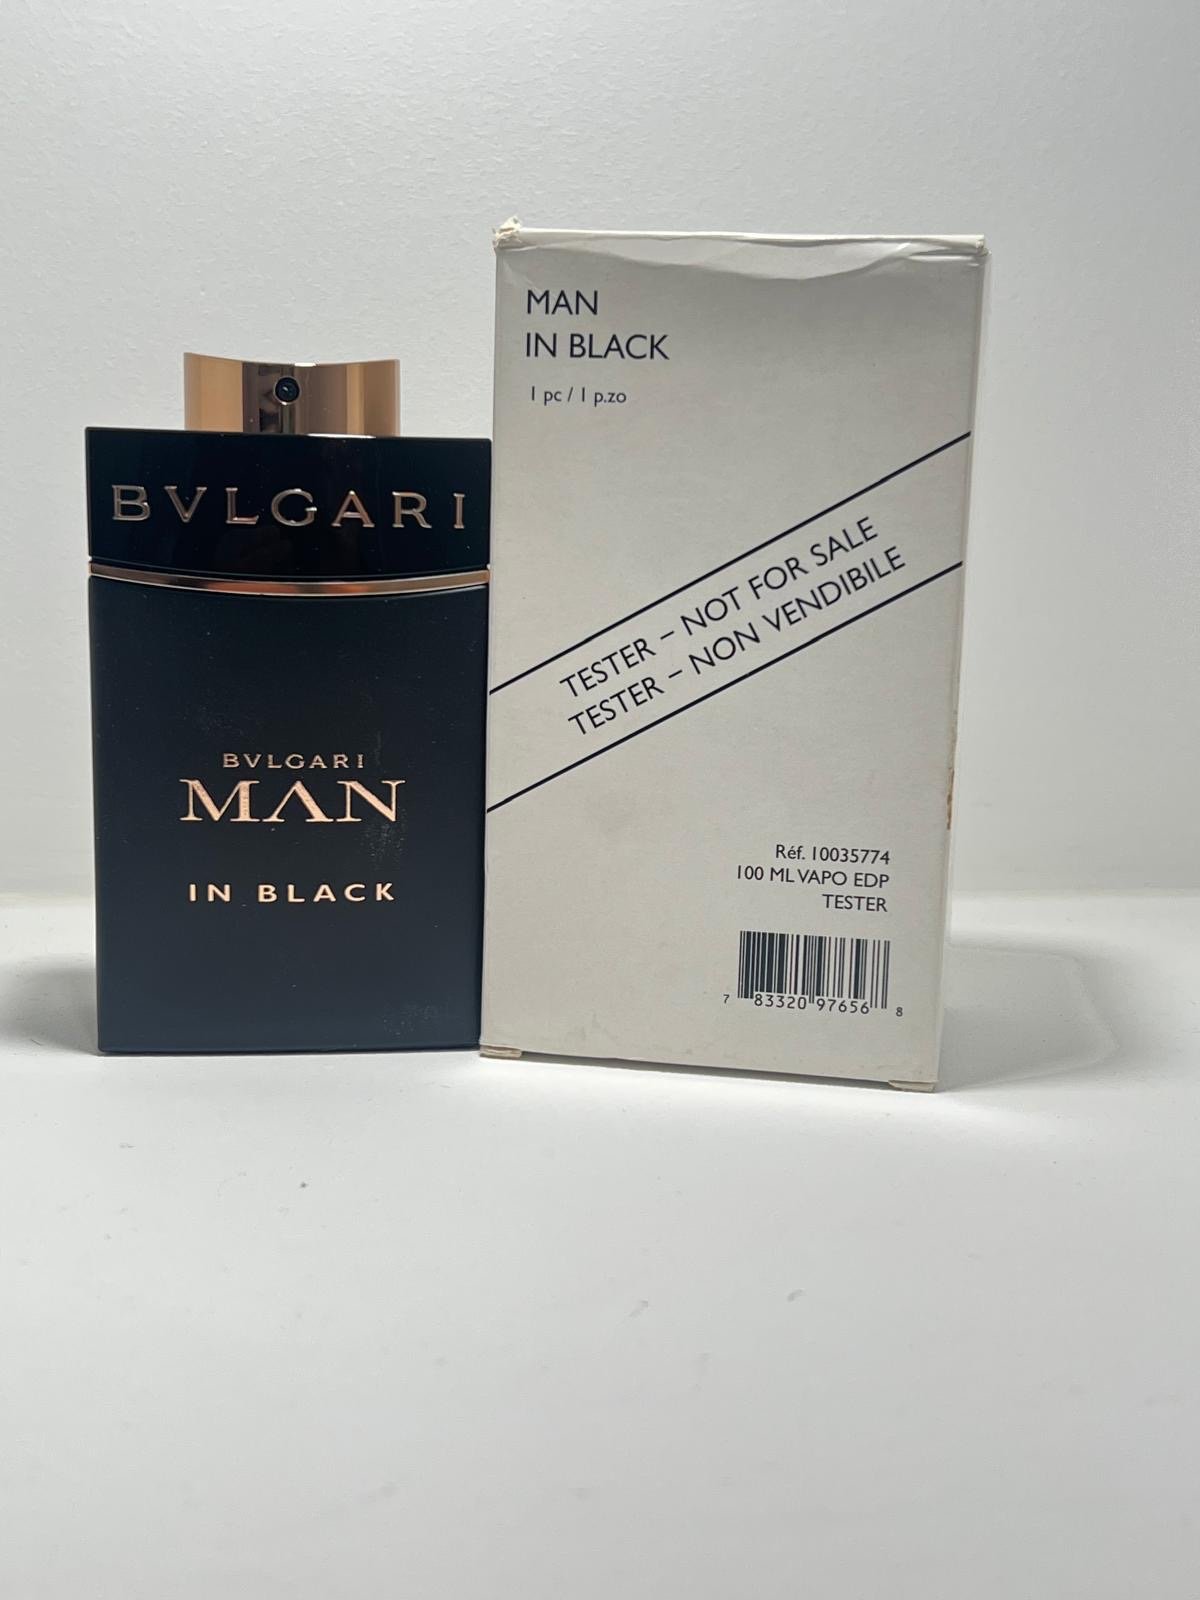 BVLGARI
BVLGARI
MAN
IN BLACK
MAN
IN BLACK
1 pc / 1 p.zo
TESTER – NOT FOR SALE
TESTER – NON VENDIBILE
Réf. 10035774
100 ML VAPO EDP
TESTER
7 83320 97656 8